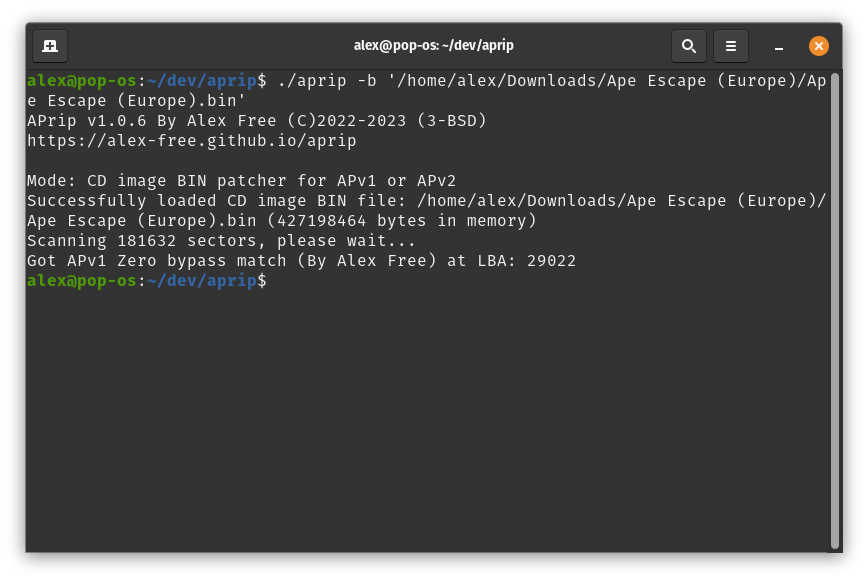 alex@pop-os: ~/dev/aprip
alex@pop-os:~/dev/aprip$ ./aprip -b '/home/alex/Downloads/Ape Escape (Europe)/Ap
e Escape (Europe).bin'
APrip v1.0.6 By Alex Free (C)2022-2023 (3-BSD)
https://alex-free.github.io/aprip
Mode: CD image BIN patcher for APv1 or APv2
Successfully loaded CD image BIN file: /home/alex/Downloads/Ape Escape (Europe)/
Ape Escape (Europe).bin (427198464 bytes in memory)
Scanning 181632 sectors, please wait...
Got APv1 Zero bypass match (By Alex Free) at LBA: 29022
alex@pop-os:~/dev/aprip$